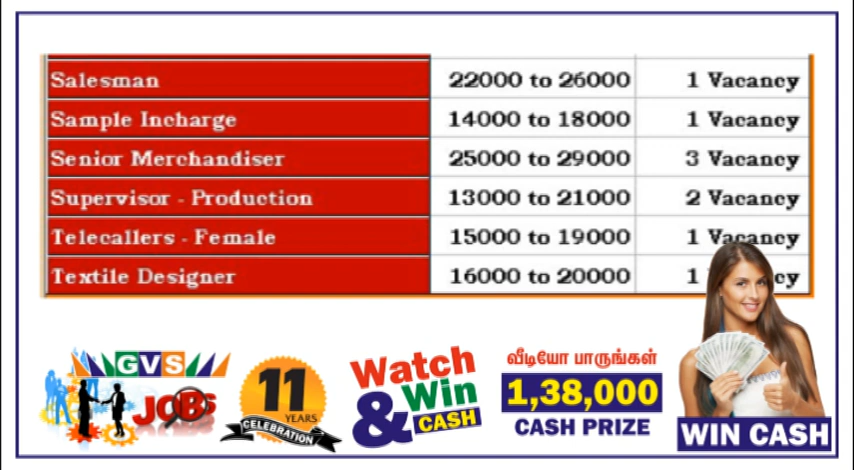 Salesman 22000 to 26000 1 Vacancy
Sample Incharge 14000 to 18000 1 Vacancy
Senior Merchandiser 25000 to 29000 3 Vacancy
Supervisor - Production 13000 to 21000 2 Vacancy
Telecallers - Female 15000 to 19000 1 Vacancy
Textile Designer 16000 to 20000 1
GVS
JOBS
11
YEARS
CELEBRATION
Watch
& Win
CASH
வீடியோ பாருங்கள்
1,38,000
CASH PRIZE
WIN CASH